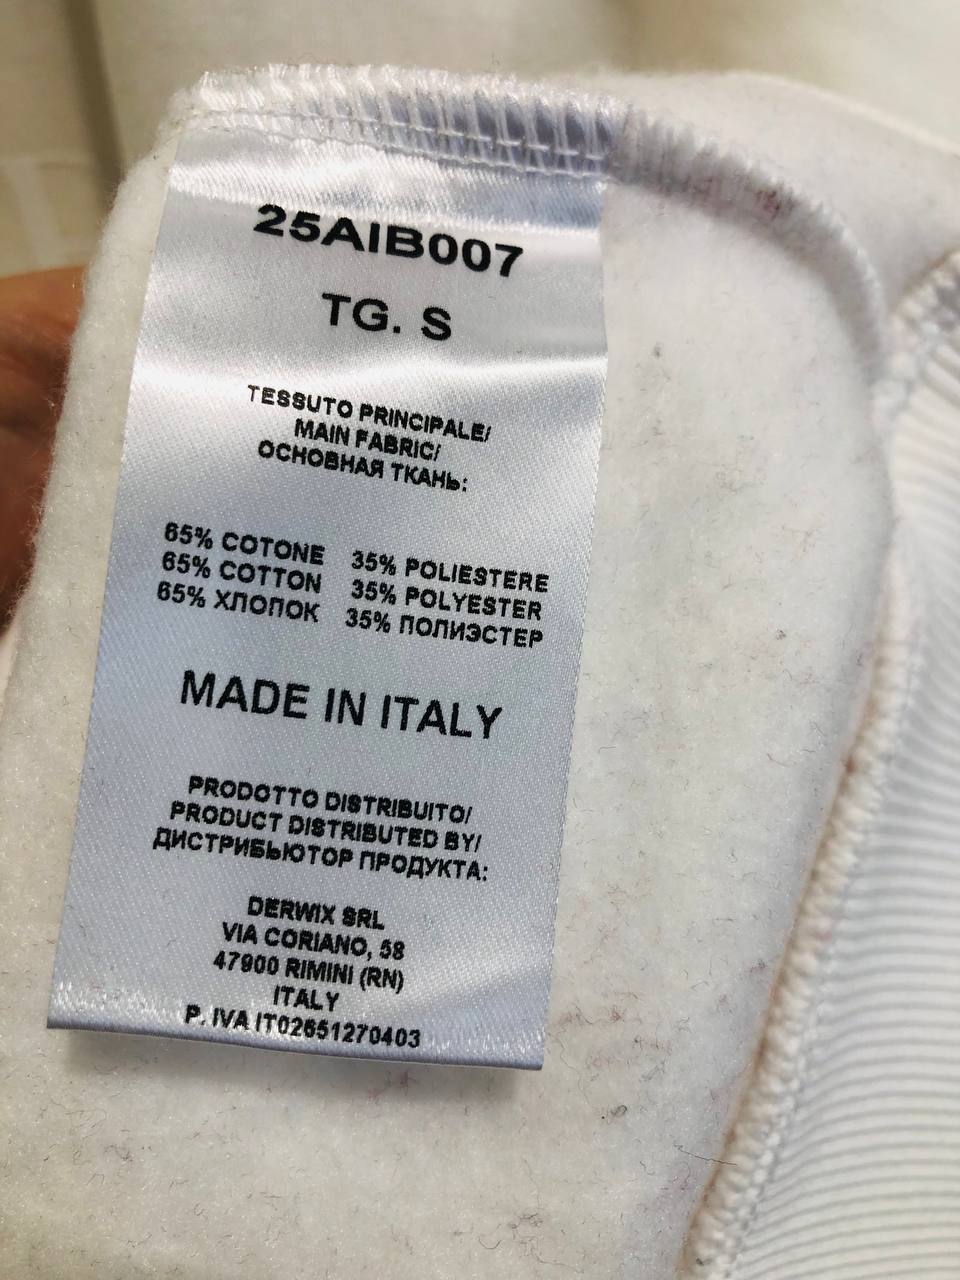 25AIB007
TG. S
TESSUTO PRINCIPALE/
MAIN FABRIC/
ОСНОВНАЯ ТКАНЬ:
65% COTONE 35% POLIESTERE
65% COTTON 35% POLYESTER
65% ХЛОПОК 35% ПОЛИЭСТЕР
MADE IN ITALY
PRODOTTO DISTRIBUITO/
PRODUCT DISTRIBUTED BY/
ДИСТРИБЬЮТОР ПРОДУКТА:
DERWIX SRL
VIA CORIANO, 58
47900 RIMINI (RN)
ITALY
P. IVA IT02651270403